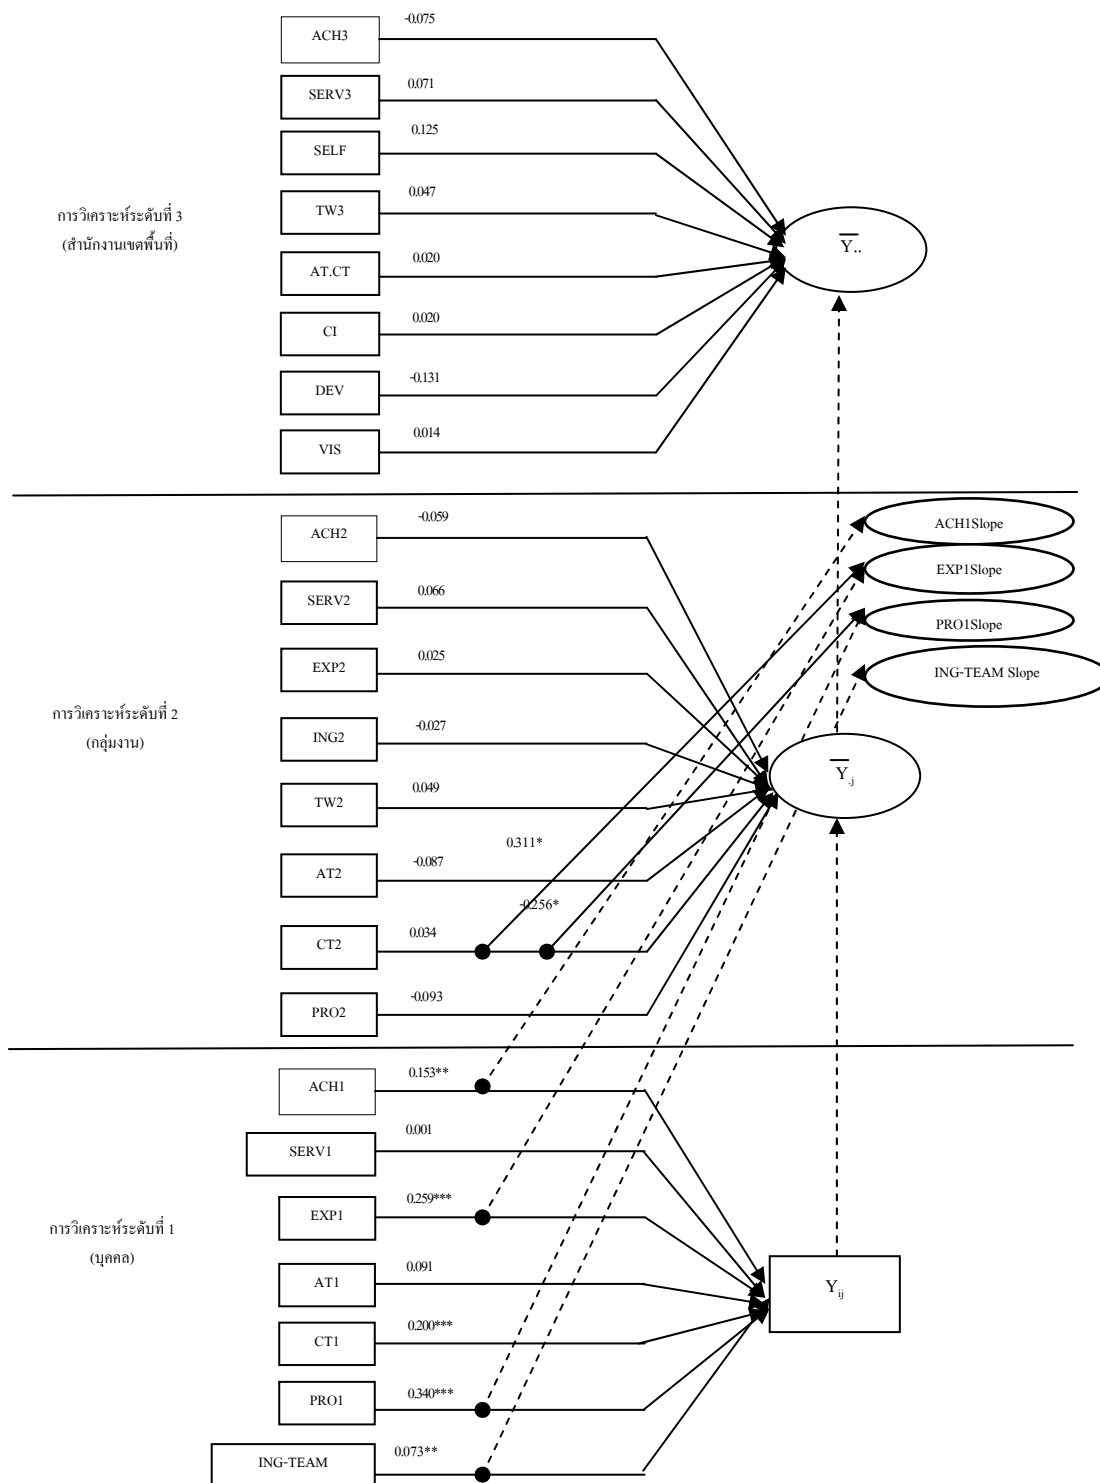 -0.075
ACH3
0.071
SERV3
0.125
SELF
0.047
TW3
การวิเคราะห์ระดับที่ 3
(สำนักงานเขตพื้นที่)
Y..
0.020
AT.CT
0.020
CI
-0.131
DEV
0.014
VIS
-0.059
ACH2
ACH1Slope
0.066
SERV2
EXP1Slope
PRO1Slope
0.025
EXP2
ING-TEAM Slope
การวิเคราะห์ระดับที่ 2
(กลุ่มงาน)
-0.027
ING2
Y.j
0.049
TW2
0.311*
-0.087
AT2
-0.256*
0.034
CT2
-0.093
PRO2
0.153**
ACH1
0.001
SERV1
0.259***
EXP1
การวิเคราะห์ระดับที่ 1
(บุคคล)
0.091
AT1
Yij
0.200***
CT1
0.340***
PRO1
0.073**
ING-TEAM